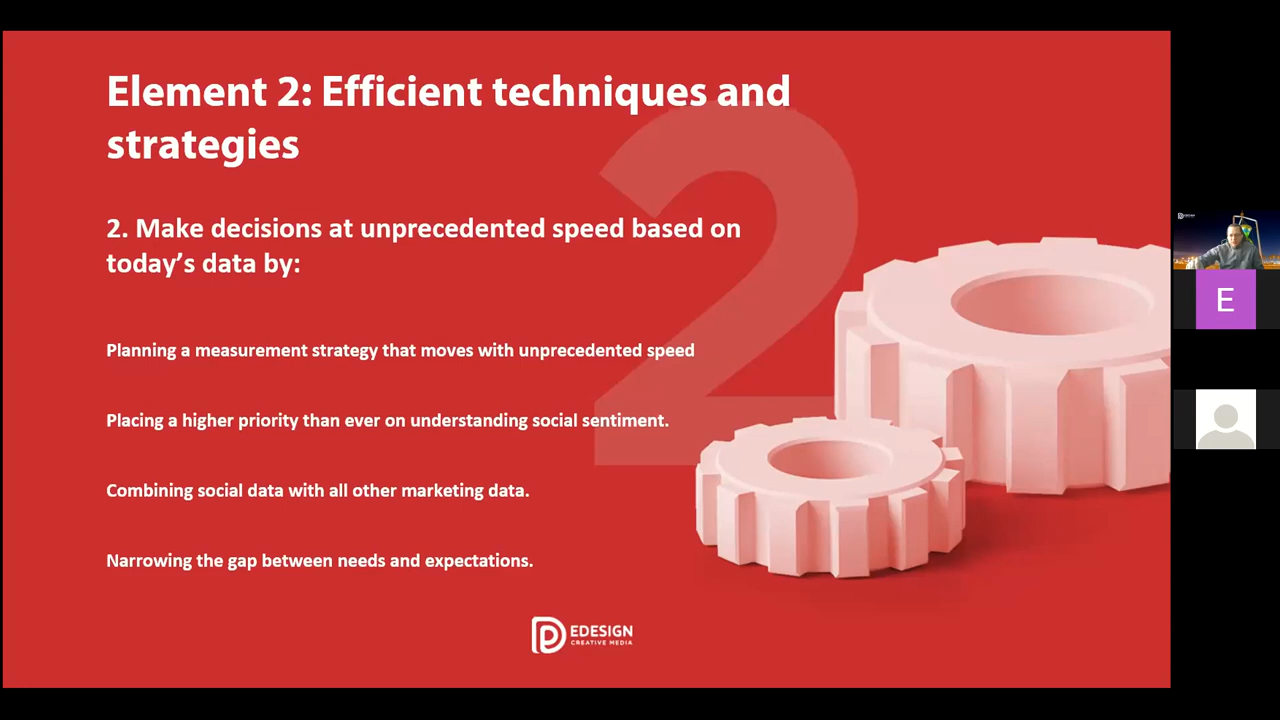 Element 2: Efficient techniques and
strategies
2
2. Make decisions at unprecedented speed based on
today’s data by:
Planning a measurement strategy that moves with unprecedented speed
Placing a higher priority than ever on understanding social sentiment.
Combining social data with all other marketing data.
Narrowing the gap between needs and expectations.
EDESIGN
CREATIVE MEDIA
E